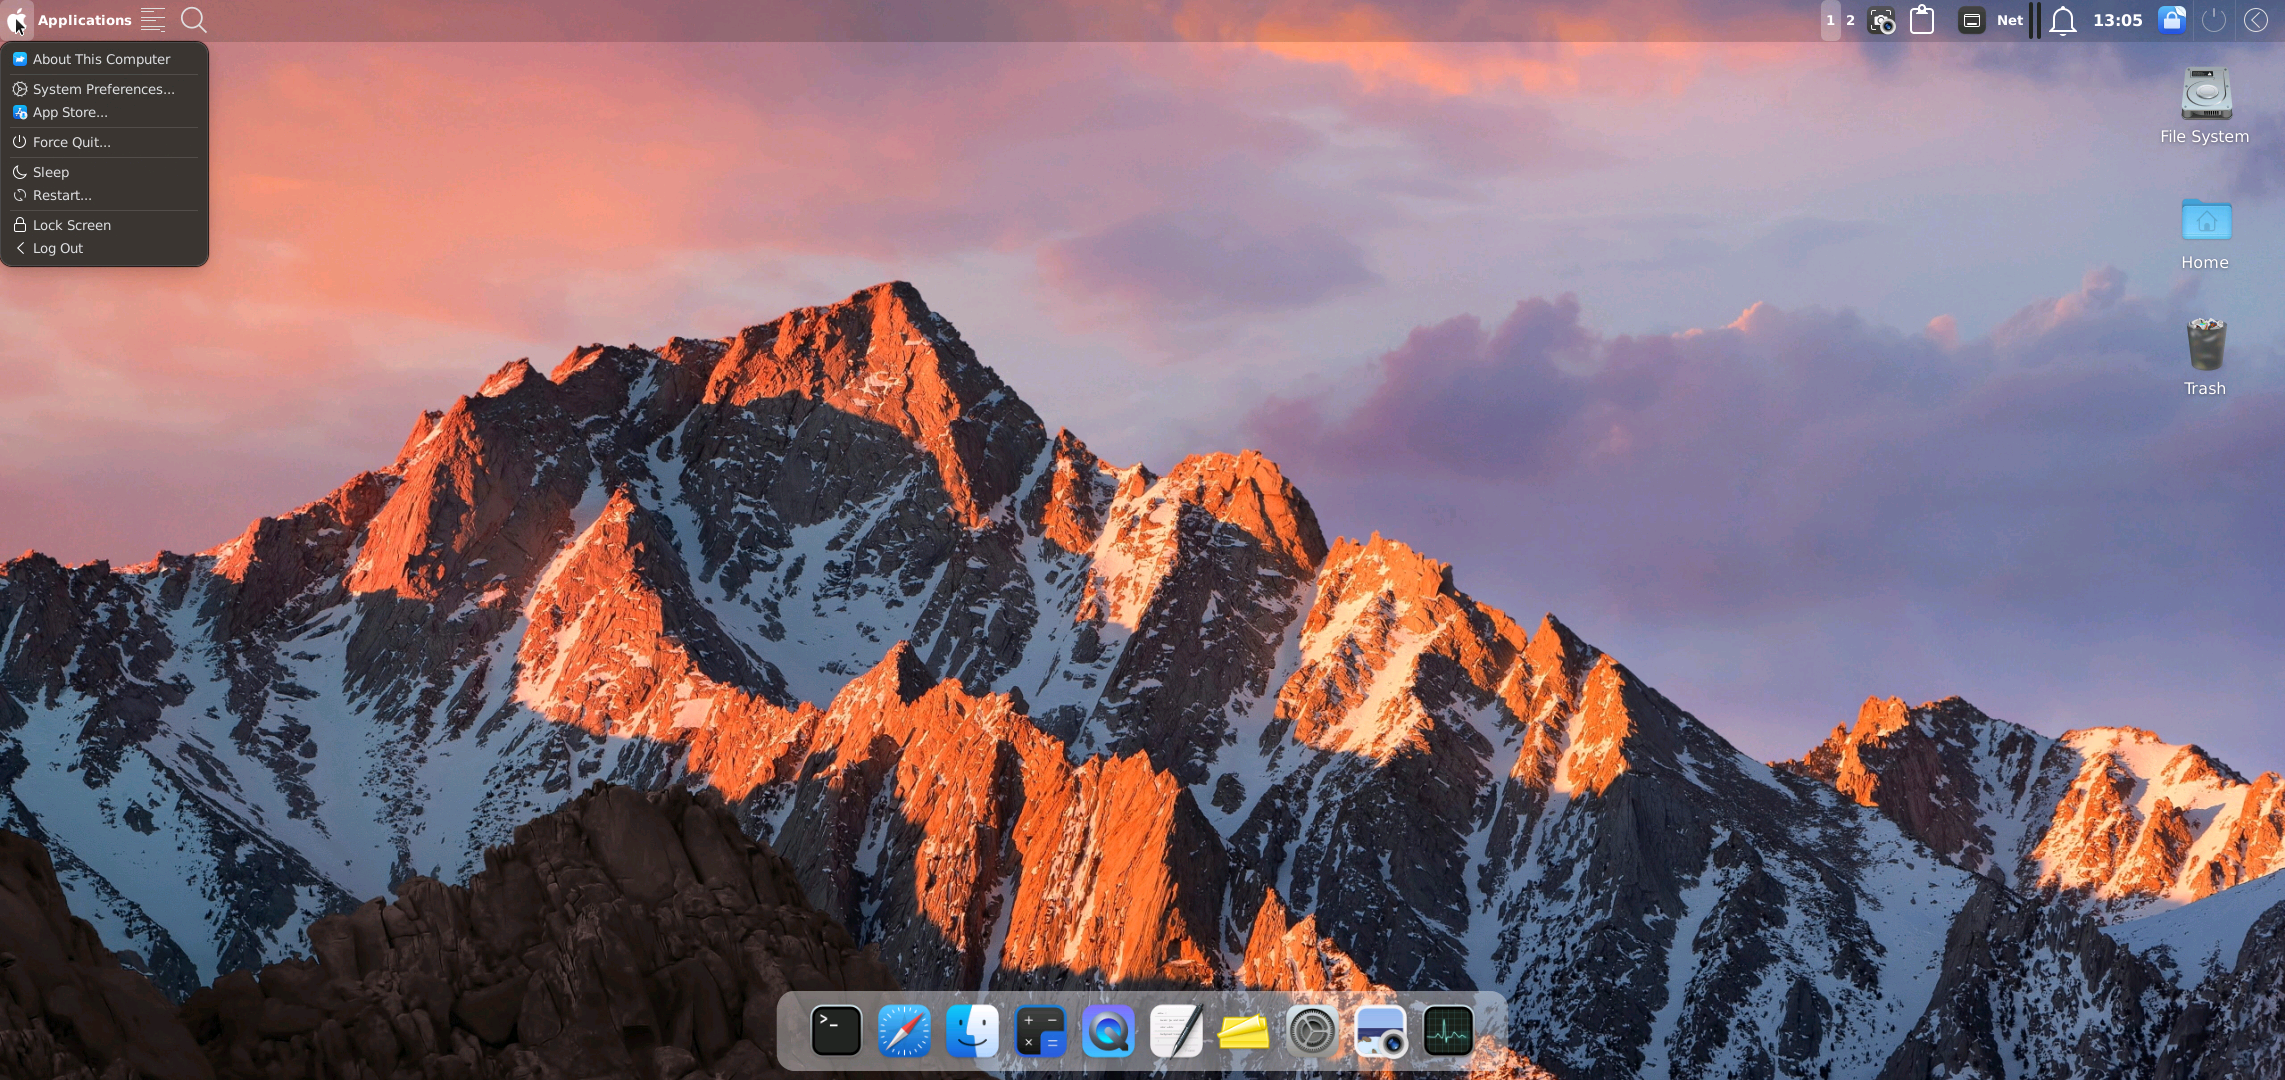 Applications
1 2
Net
13:05
About This Computer
System Preferences...
App Store...
Force Quit...
Sleep
Restart...
Lock Screen
Log Out
File System
Home
Trash